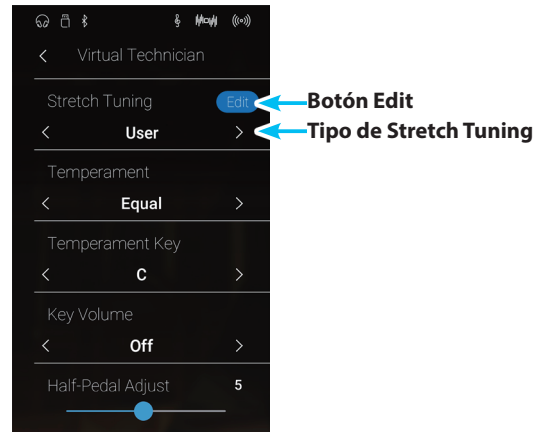 Virtual Technician
Stretch Tuning Edit
User
Temperament
Equal
Temperament Key
C
Key Volume
Off
Half-Pedal Adjust 5
Botón Edit
Tipo de Stretch Tuning